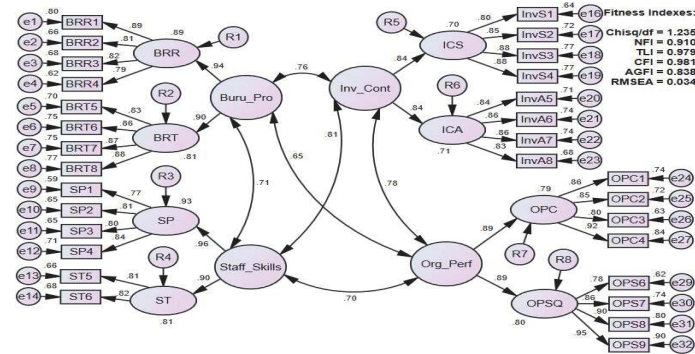 Fitness Indexes:
Chisq/df = 1.235
NFI = 0.910
TLI = 0.979
CFI = 0.981
AGFI = 0.838
RMSEA = 0.034
e1 .80 BRR1 .89
e2 .66 BRR2 .81
e3 .66 BRR3 .82
e4 .62 BRR4 .79
BRR .89 R1
.94
e5 .70 BRT5 .83
e6 .75 BRT6 .86
e7 .75 BRT7 .87
e8 .77 BRT8 .88
BRT .81 R2
.90
Buru_Pro
e9 .59 SP1 .77
e10 .65 SP2 .81
e11 .65 SP3 .80
e12 .71 SP4 .84
SP .93 R3
.96
e13 .66 ST5 .81
e14 .68 ST6 .82
ST .81 R4
.90
Staff_Skills
.76
.71
.65
.81
.78
.70
Inv_Cont
.84
ICS .70 R5
.80 InvS1 .64 e16
.85 InvS2 .72 e17
.88 InvS3 .77 e18
.88 InvS4 .77 e19
.84
ICA .71 R6
.84 InvA5 .71 e20
.86 InvA6 .74 e21
.86 InvA7 .74 e22
.83 InvA8 .68 e23
Org_Perf
.89
OPC .79 R7
.86 OPC1 .74 e24
.85 OPC2 .72 e25
.80 OPC3 .63 e26
.92 OPC4 .84 e27
.89
OPSQ .80 R8
.78 OPS6 .62 e29
.86 OPS7 .74 e30
.90 OPS8 .80 e31
.95 OPS9 .90 e32